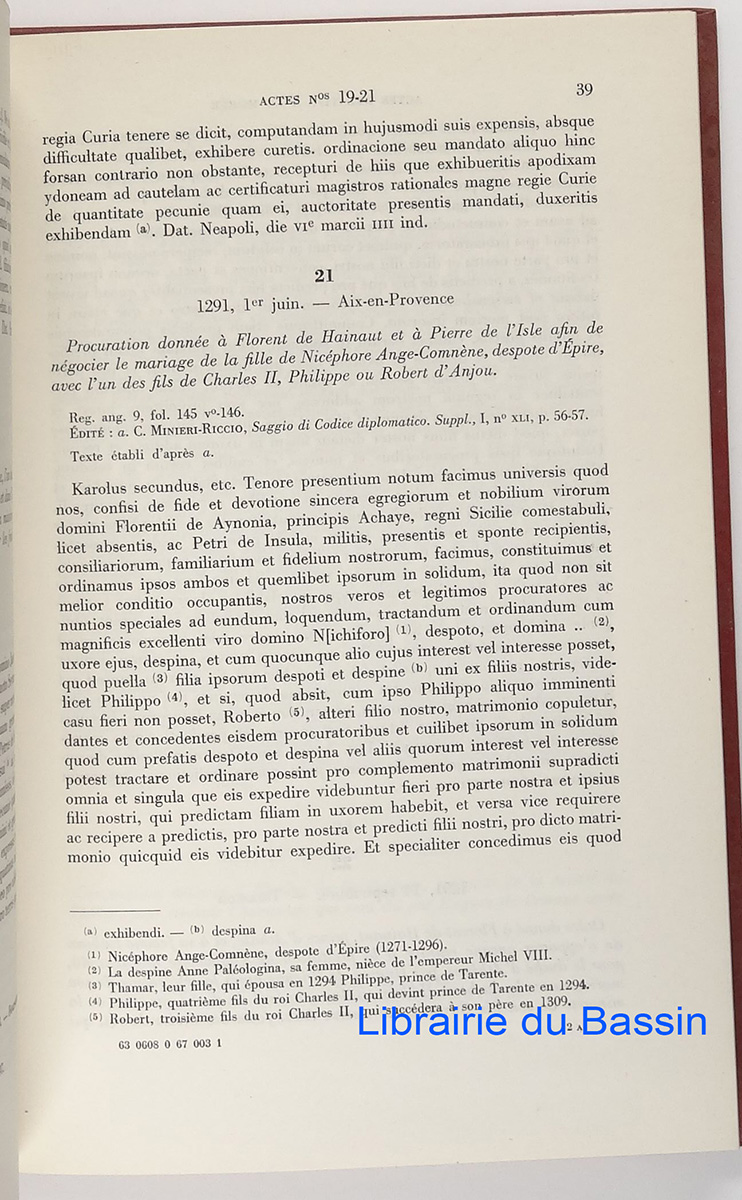 ACTES Nos 19-21
39
regia Curia tenere se dicit, computandam in hujusmodi suis expensis, absque
difficultate qualibet, exhibere curetis. ordinacione seu mandato aliquo hinc
forsan contrario non obstante, recepturi de hiis que exhibueritis apodixam
ydoneam ad cautelam ac certificaturi magistros rationales magne regie Curie
de quantitate pecunie quam ei, auctoritate presentis mandati, duxeritis
exhibendam (a). Dat. Neapoli, die VIe marcii IIII ind.
21
1291, 1er juin. — Aix-en-Provence
Procuration donnée à Florent de Hainaut et à Pierre de l'Isle afin de
négocier le mariage de la fille de Nicéphore Ange-Comnène, despote d'Épire,
avec l'un des fils de Charles II, Philippe ou Robert d'Anjou.
Reg. ang. 9, fol. 145 vo-146.
ÉDITÉ : a. C. MINIERI-RICCIO, Saggio di Codice diplomatico. Suppl., I, no XLI, p. 56-57.
Texte établi d'après a.
Karolus secundus, etc. Tenore presentium notum facimus universis quod
nos, confisi de fide et devotione sincera egregiorum et nobilium virorum
domini Florentii de Aynonia, principis Achaye, regni Sicilie comestabuli,
licet absentis, ac Petri de Insula, militis, presentis et sponte recipientis,
consiliariorum, familiarium et fidelium nostrorum, facimus, constituimus et
ordinamus ipsos ambos et quemlibet ipsorum in solidum, ita quod non sit
melior conditio occupantis, nostros veros et legitimos procuratores ac
nuntios speciales ad eundum, loquendum, tractandum et ordinandum cum
magnificis excellenti viro domino N[ichiforo] (1), despoto, et domina .. (2),
uxore ejus, despina, et cum quocunque alio cujus interest vel interesse posset,
quod puella (3) filia ipsorum despoti et despine (b) uni ex filiis nostris, vide-
licet Philippo (4), et si, quod absit, cum ipso Philippo aliquo imminenti
casu fieri non posset, Roberto (5), alteri filio nostro, matrimonio copuletur,
dantes et concedentes eisdem procuratoribus et cuilibet ipsorum in solidum
quod cum prefatis despoto et despina vel aliis quorum interest vel interesse
potest tractare et ordinare possint pro complemento matrimonii supradicti
omnia et singula que eis expedire videbuntur fieri pro parte nostra et ipsius
filii nostri, qui predictam filiam in uxorem habebit, et versa vice requirere
ac recipere a predictis, pro parte nostra et predicti filii nostri, pro dicto matri-
monio quicquid eis videbitur expedire. Et specialiter concedimus eis quod
(a) exhibendi. — (b) despina a.
(1) Nicéphore Ange-Comnène, despote d'Épire (1271-1296).
(2) La despine Anne Paléologina, sa femme, nièce de l'empereur Michel VIII.
(3) Thamar, leur fille, qui épousa en 1294 Philippe, prince de Tarente.
(4) Philippe, quatrième fils du roi Charles II, qui devint prince de Tarente en 1294.
(5) Robert, troisième fils du roi Charles II, qui succédera à son père en 1309.
63 0608 0 67 003 1
2 A
Librairie du Bassin